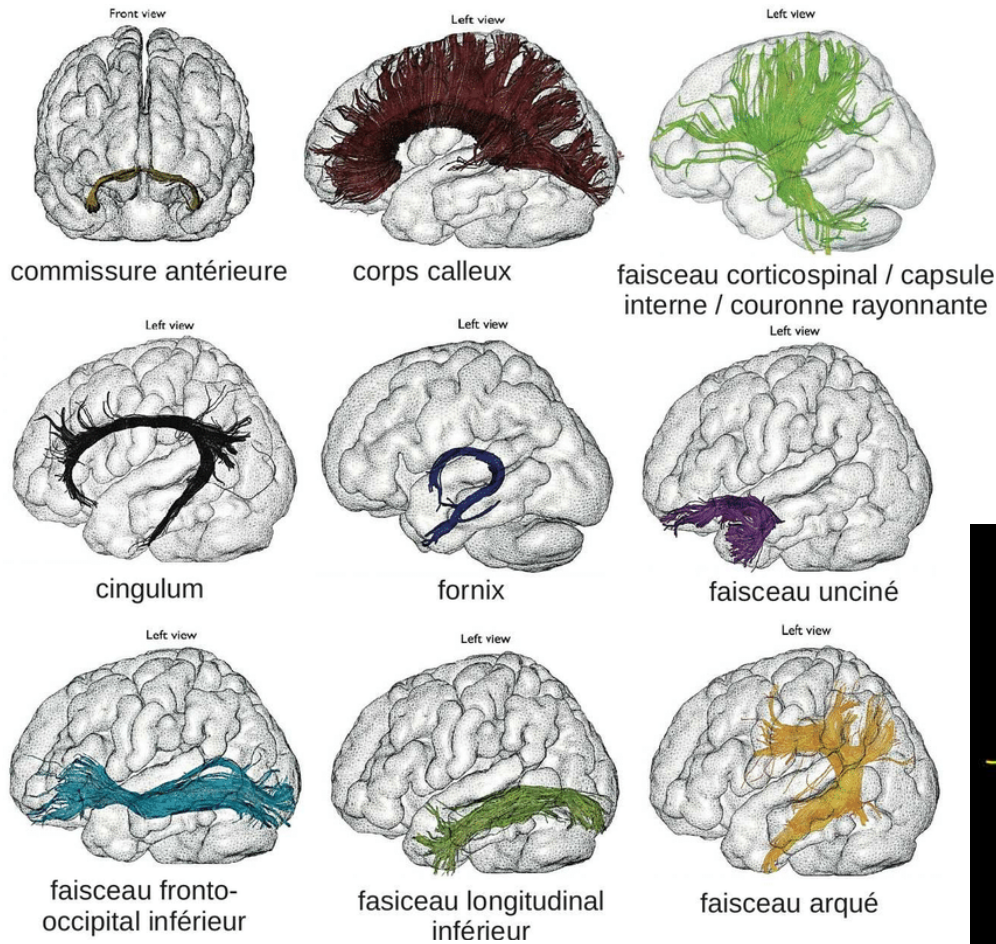 Front view
Left view
Left view
commissure antérieure
corps calleux
faisceau corticospinal / capsule
interne / couronne rayonnante
Left view
Left view
Left view
cingulum
fornix
faisceau unciné
Left view
Left view
Left view
faisceau fronto-
occipital inférieur
fasiceau longitudinal
inférieur
faisceau arqué